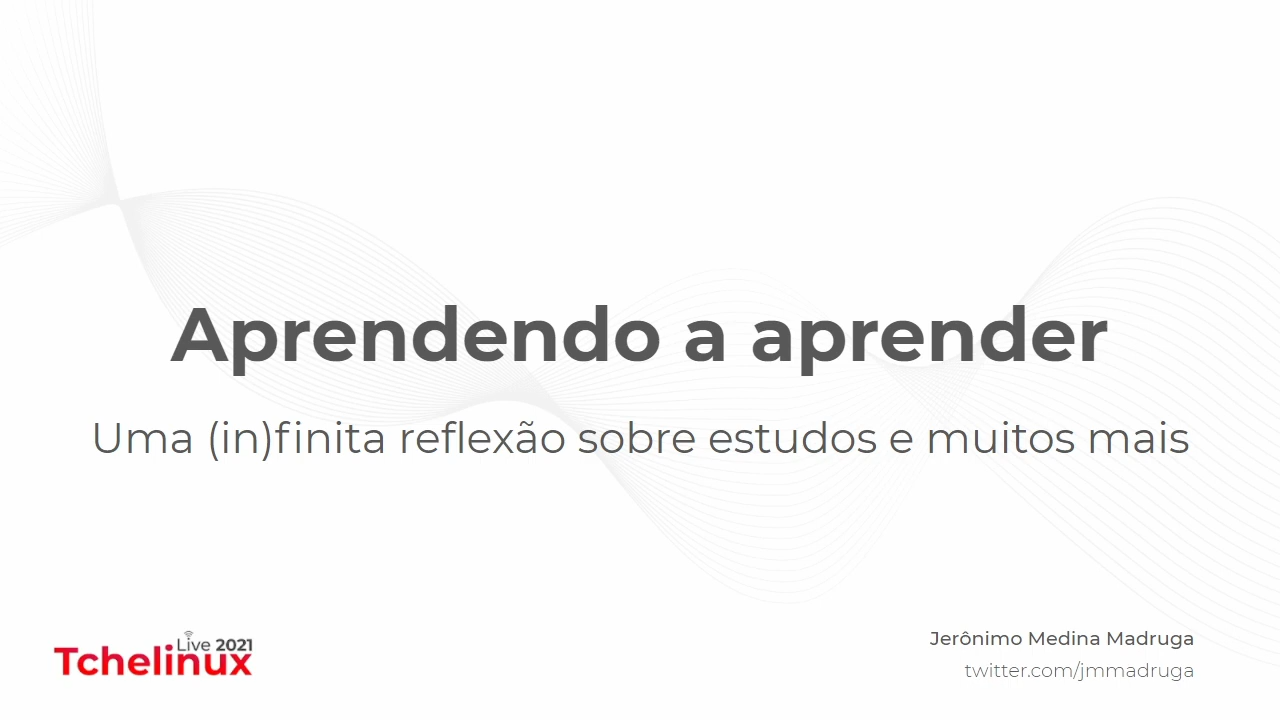 Aprendendo a aprender
Uma (in)finita reflexão sobre estudos e muitos mais
Live 2021
Tchelinux
Jerônimo Medina Madruga
twitter.com/jmmadruga